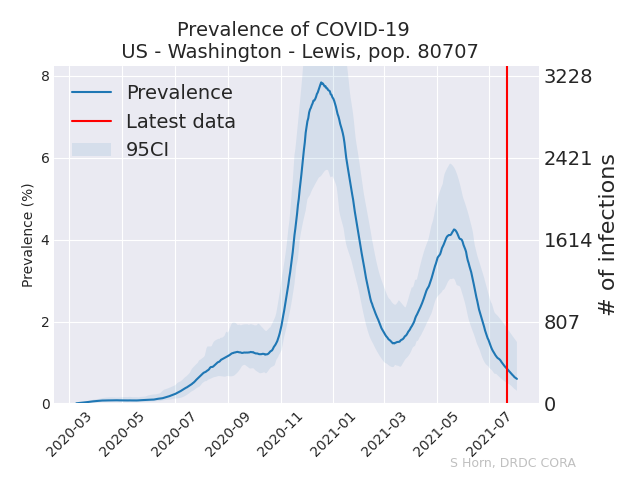 Prevalence of COVID-19
US - Washington - Lewis, pop. 80707
Prevalence
Latest data
95CI
Prevalence (%)
8
6
4
2
0
3228
2421
1614
807
0
# of infections
2020-03
2020-05
2020-07
2020-09
2020-11
2021-01
2021-03
2021-05
2021-07
S Horn, DRDC CORA